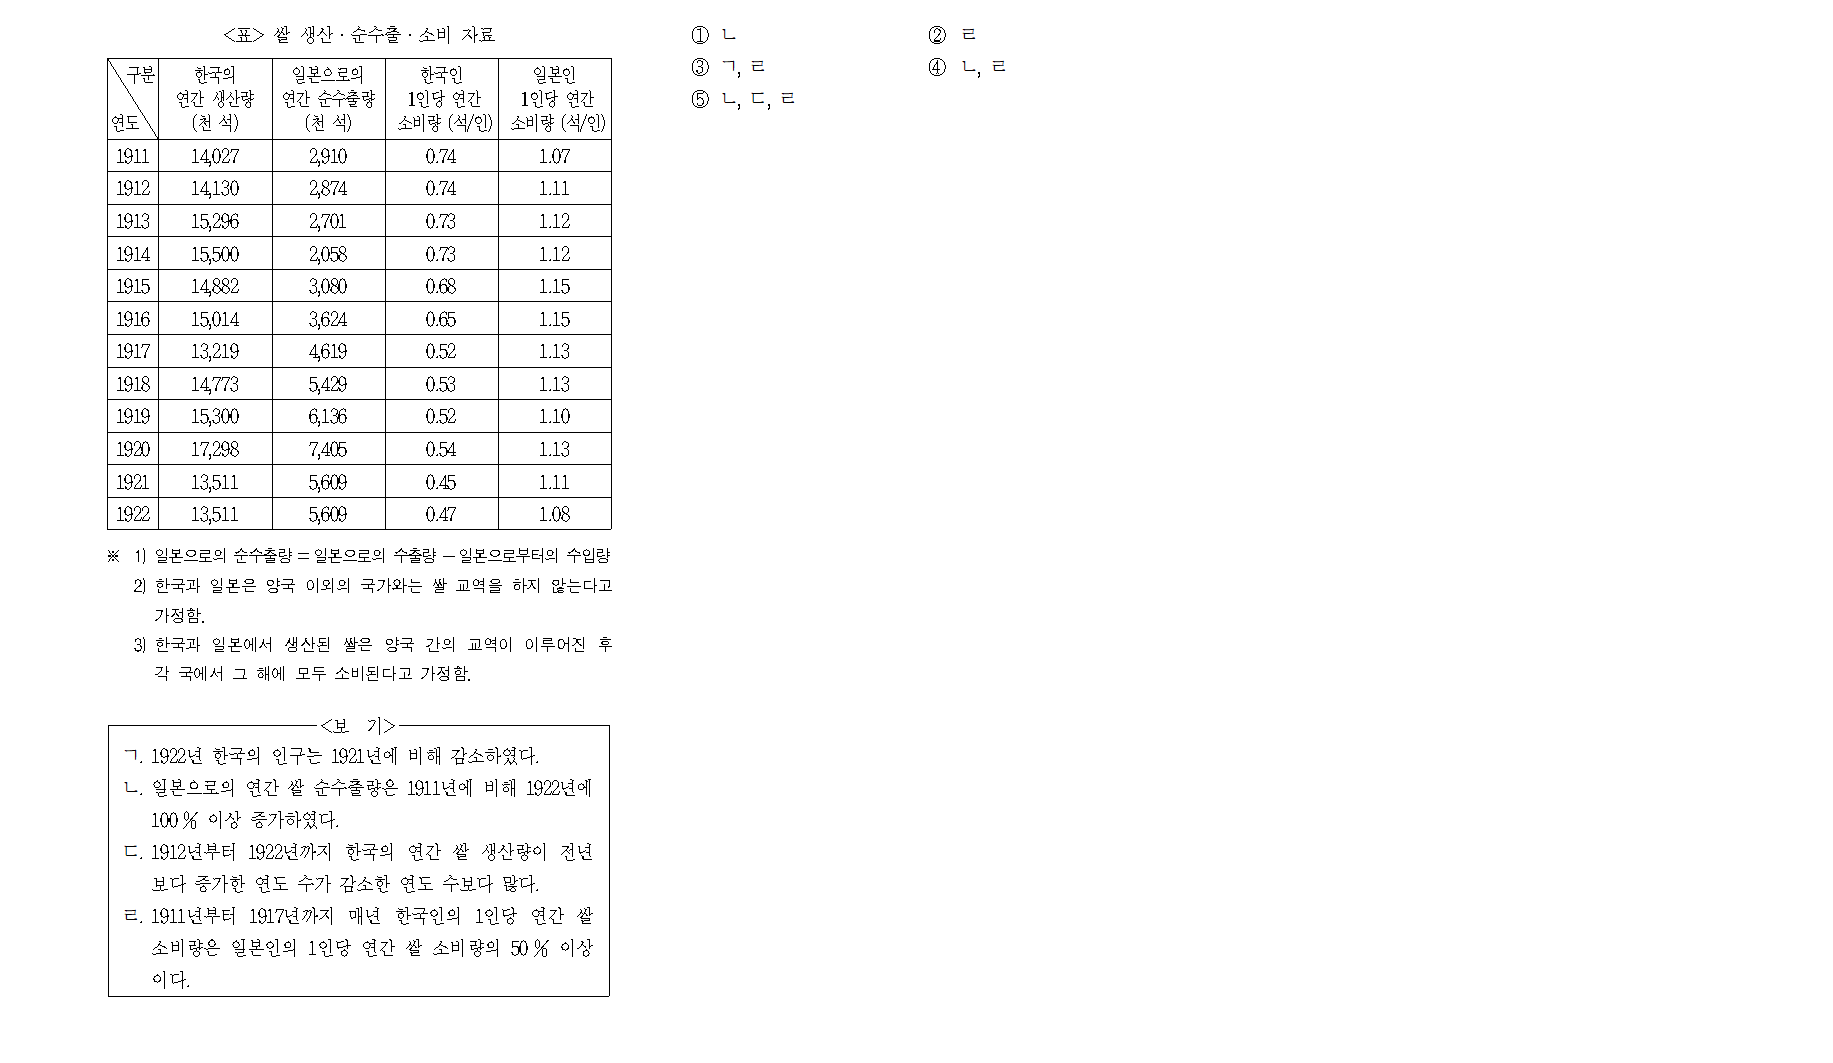 <표> 쌀 생산·순수출·소비 자료
구분
연도
한국의 연간 생산량 (천 석)
일본으로의 연간 순수출량 (천 석)
한국인 1인당 연간 소비량 (석/인)
일본인 1인당 연간 소비량 (석/인)
1911 14,027 2,910 0.74 1.07
1912 14,130 2,874 0.74 1.11
1913 15,296 2,701 0.73 1.12
1914 15,500 2,058 0.73 1.12
1915 14,882 3,080 0.68 1.15
1916 15,014 3,624 0.65 1.15
1917 13,219 4,619 0.52 1.13
1918 14,773 5,429 0.53 1.13
1919 15,300 6,136 0.52 1.10
1920 17,298 7,405 0.54 1.13
1921 13,511 5,609 0.45 1.11
1922 13,511 5,609 0.47 1.08
※ 1) 일본으로의 순수출량 = 일본으로의 수출량 − 일본으로부터의 수입량
2) 한국과 일본은 양국 이외의 국가와는 쌀 교역을 하지 않는다고
가정함.
3) 한국과 일본에서 생산된 쌀은 양국 간의 교역이 이루어진 후
각 국에서 그 해에 모두 소비된다고 가정함.
<보 기>
ㄱ. 1922년 한국의 인구는 1921년에 비해 감소하였다.
ㄴ. 일본으로의 연간 쌀 순수출량은 1911년에 비해 1922년에
100 % 이상 증가하였다.
ㄷ. 1912년부터 1922년까지 한국의 연간 쌀 생산량이 전년
보다 증가한 연도 수가 감소한 연도 수보다 많다.
ㄹ. 1911년부터 1917년까지 매년 한국인의 1인당 연간 쌀
소비량은 일본인의 1인당 연간 쌀 소비량의 50 % 이상
이다.
① ㄴ ② ㄹ
③ ㄱ, ㄹ ④ ㄴ, ㄹ
⑤ ㄴ, ㄷ, ㄹ